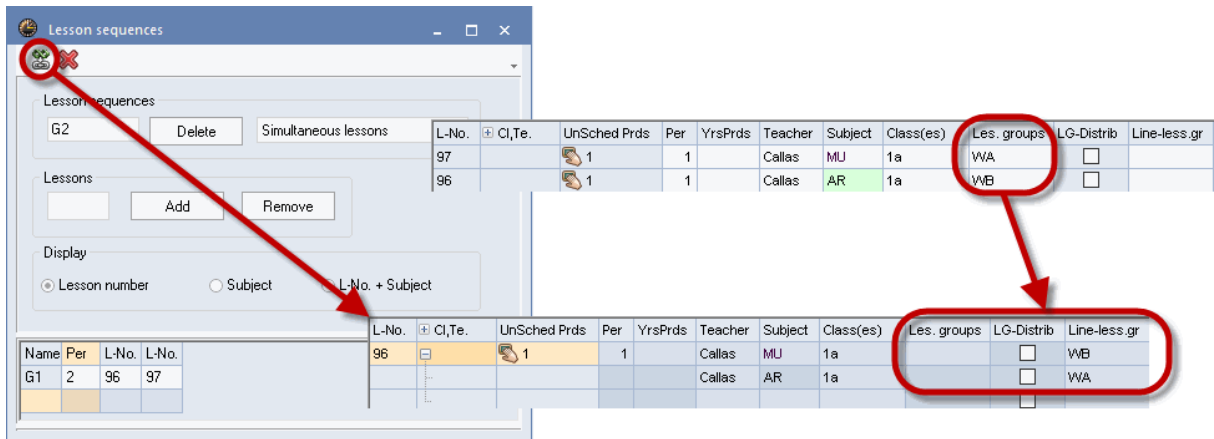 Lesson sequences
Lesson sequences
G2 Delete Simultaneous lessons
Lessons
Add Remove
Display
Lesson number Subject L-No. + Subject
Name Per L-No. L-No.
G1 2 96 97
L-No. Cl,Te. UnSched Prds Per YrsPrds Teacher Subject Class(es) Les. groups LG-Distrib Line-less.gr
97 1 1 Callas MU 1a WA
96 1 1 Callas AR 1a WB
L-No. Cl,Te. UnSched Prds Per YrsPrds Teacher Subject Class(es) Les. groups LG-Distrib Line-less.gr
96 1 1 Callas MU 1a WB
Callas AR 1a WA